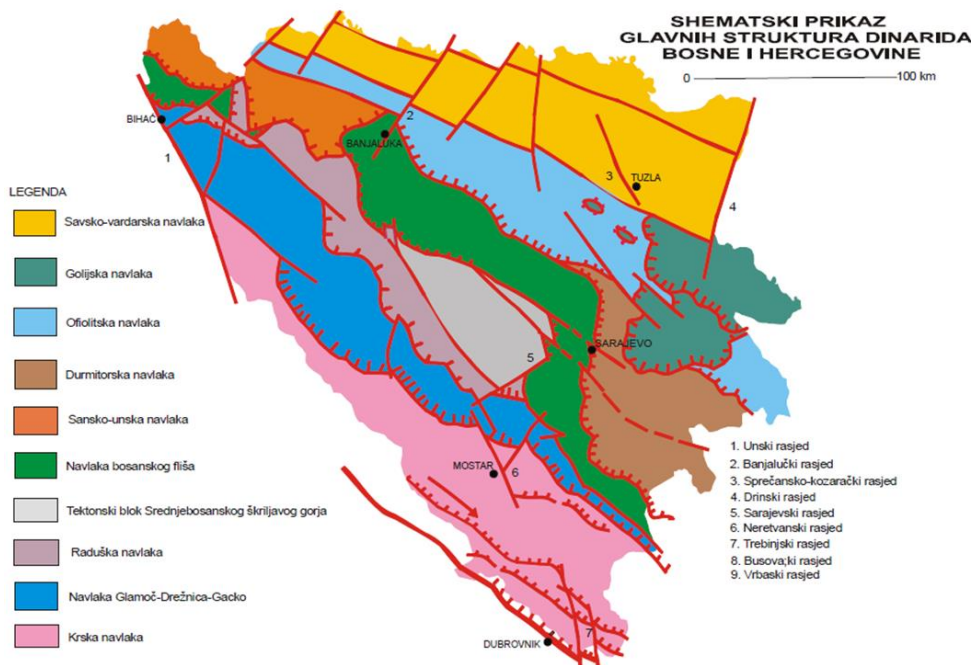 SHEMATSKI PRIKAZ
GLAVNIH STRUKTURA DINARIDA
BOSNE I HERCEGOVINE
0 100 km
BIHAĆ
BANJALUKA
TUZLA
SARAJEVO
MOSTAR
DUBROVNIK
1
2
3
4
5
6
7
LEGENDA
Savsko-vardarska navlaka
Golijska navlaka
Ofiolitska navlaka
Durmitorska navlaka
Sansko-unska navlaka
Navlaka bosanskog fliša
Tektonski blok Srednjebosanskog škriljavog gorja
Raduška navlaka
Navlaka Glamoč-Drežnica-Gacko
Krska navlaka
1. Unski rasjed
2. Banjalučki rasjed
3. Sprečansko-kozarački rasjed
4. Drinski rasjed
5. Sarajevski rasjed
6. Neretvanski rasjed
7. Trebinjski rasjed
8. Busova;ki rasjed
9. Vrbaski rasjed